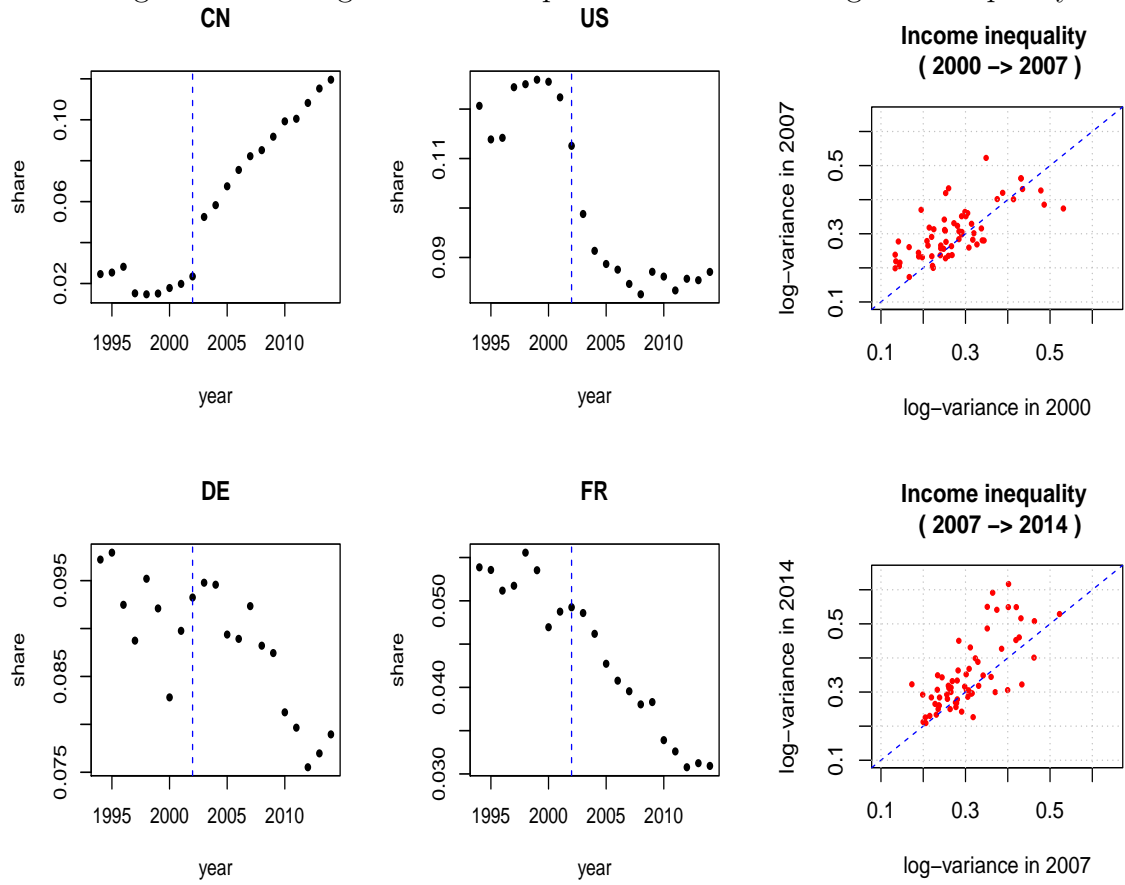 CN
share
0.10
0.06
0.02
1995 2000 2005 2010
year
US
share
0.11
0.09
1995 2000 2005 2010
year
Income inequality
( 2000 −> 2007 )
log−variance in 2007
0.5
0.3
0.1
0.1 0.3 0.5
log−variance in 2000
DE
share
0.095
0.085
0.075
1995 2000 2005 2010
year
FR
share
0.050
0.040
0.030
1995 2000 2005 2010
year
Income inequality
( 2007 −> 2014 )
log−variance in 2014
0.5
0.3
0.1
0.1 0.3 0.5
log−variance in 2007